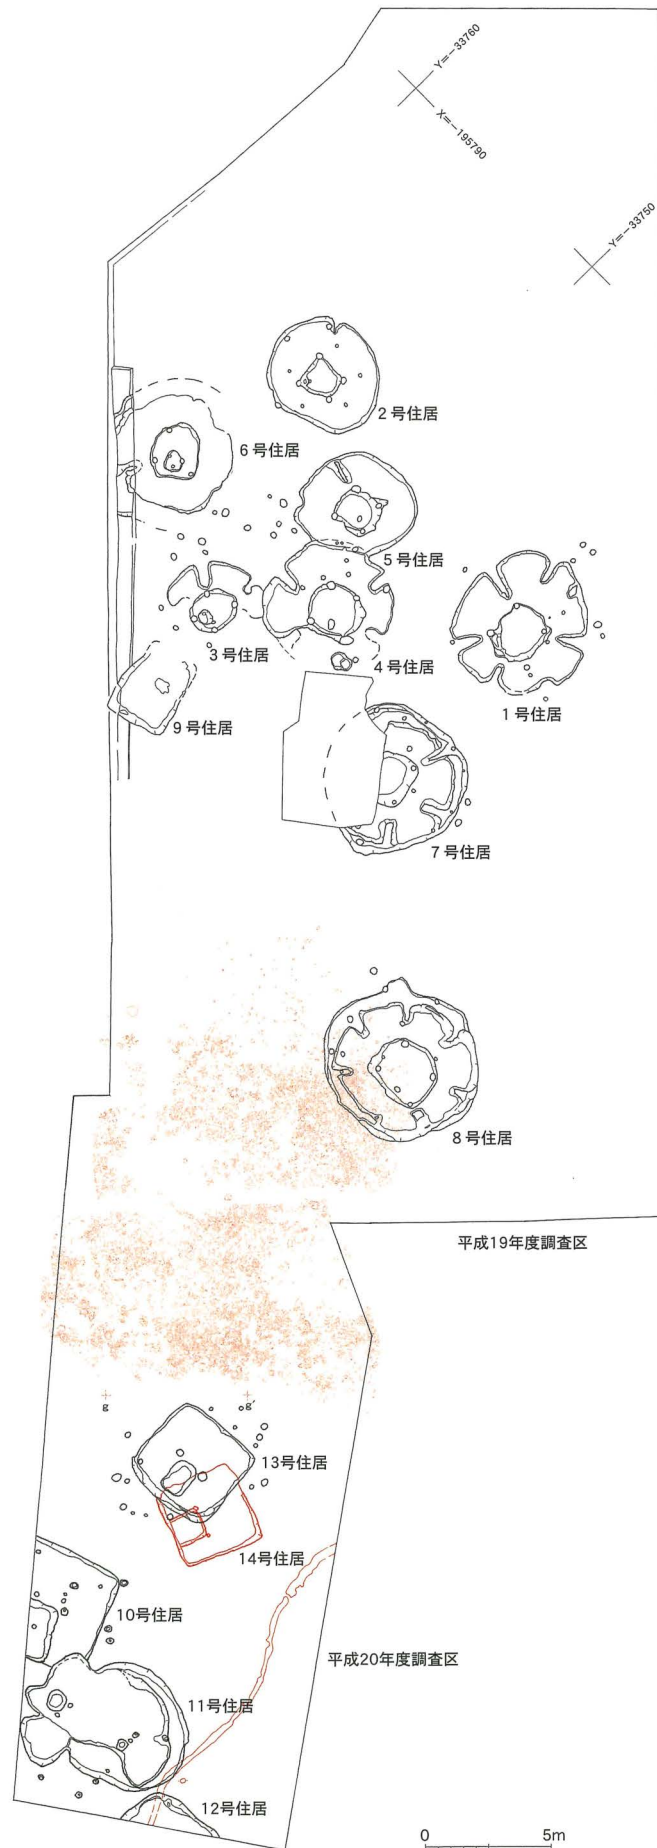 Y=-33760
X=-195790
Y=-33750
2号住居
6号住居
5号住居
3号住居
4号住居
1号住居
9号住居
7号住居
8号住居
平成19年度調査区
g
g′
13号住居
14号住居
10号住居
平成20年度調査区
11号住居
12号住居
0 5m